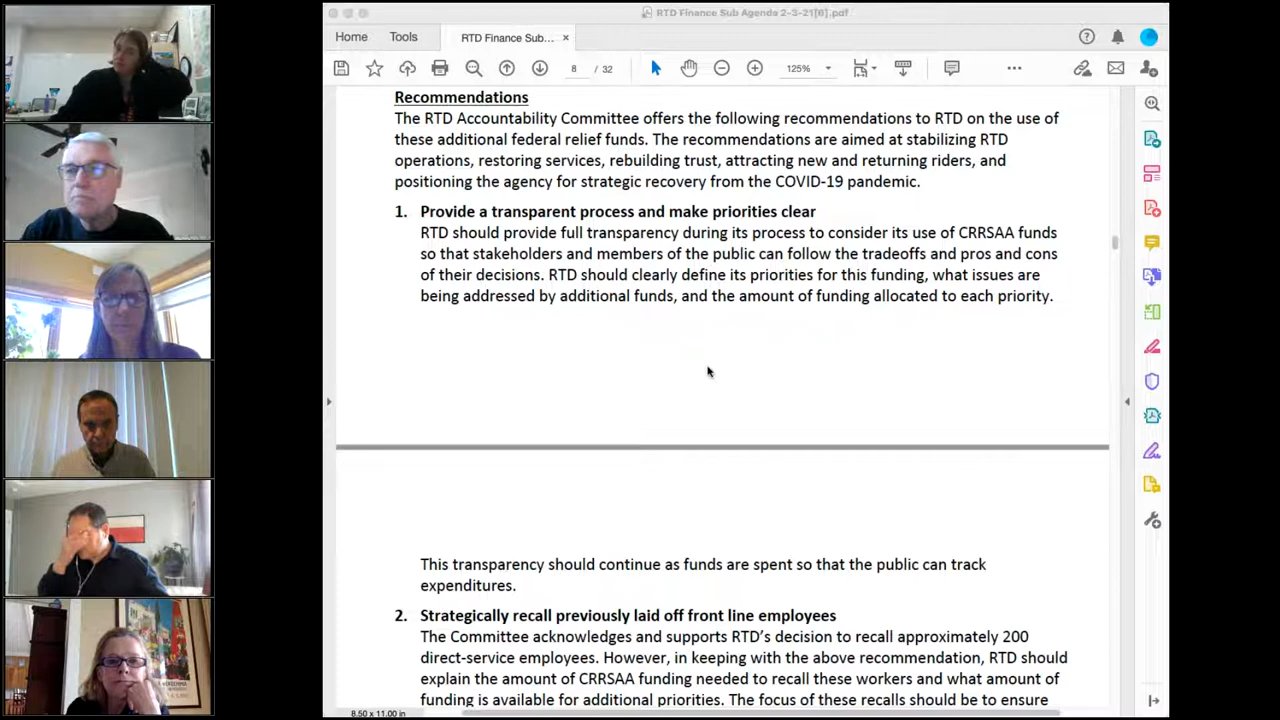 RTD Finance Sub Agenda 2-3-21[6].pdf
Home Tools RTD Finance Sub... ×
8 / 32 125%
Recommendations
The RTD Accountability Committee offers the following recommendations to RTD on the use of
these additional federal relief funds. The recommendations are aimed at stabilizing RTD
operations, restoring services, rebuilding trust, attracting new and returning riders, and
positioning the agency for strategic recovery from the COVID-19 pandemic.
1. Provide a transparent process and make priorities clear
RTD should provide full transparency during its process to consider its use of CRRSAA funds
so that stakeholders and members of the public can follow the tradeoffs and pros and cons
of their decisions. RTD should clearly define its priorities for this funding, what issues are
being addressed by additional funds, and the amount of funding allocated to each priority.
This transparency should continue as funds are spent so that the public can track
expenditures.
2. Strategically recall previously laid off front line employees
The Committee acknowledges and supports RTD's decision to recall approximately 200
direct-service employees. However, in keeping with the above recommendation, RTD should
explain the amount of CRRSAA funding needed to recall these workers and what amount of
funding is available for additional priorities. The focus of these recalls should be to ensure
8.50 x 11.00 in